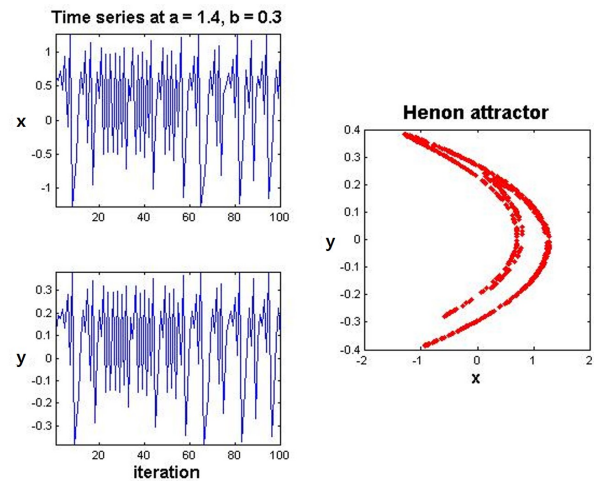 Time series at a = 1.4, b = 0.3
1
0.5
x
0
-0.5
-1
20 40 60 80 100
0.3
0.2
0.1
y
0
-0.1
-0.2
0.3
20 40 60 80 100
iteration
Henon attractor
0.4
0.3
0.2
0.1
y
0
-0.1
-0.2
-0.3
-0.4
-2 -1 0 1 2
x